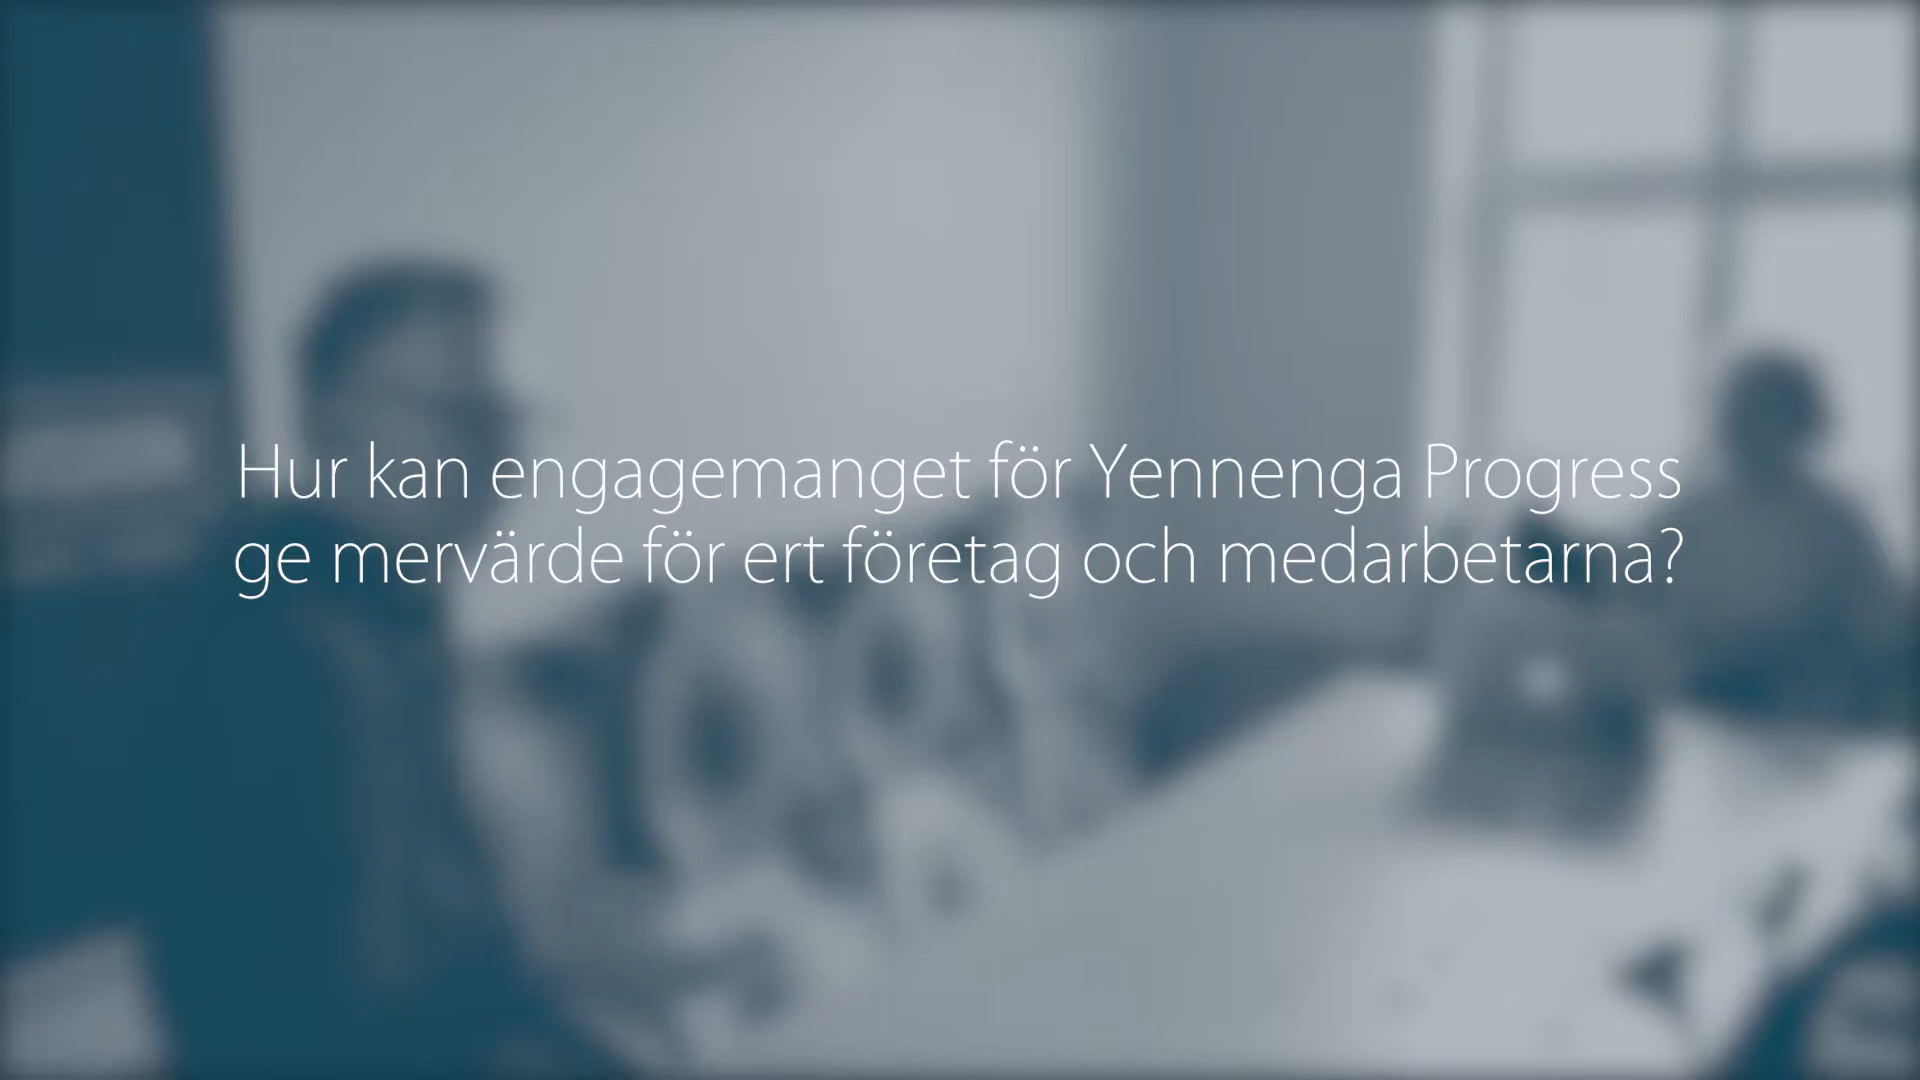 Hur kan engagemanget för Yennenga Progress
ge mervärde för ert företag och medarbetarna?